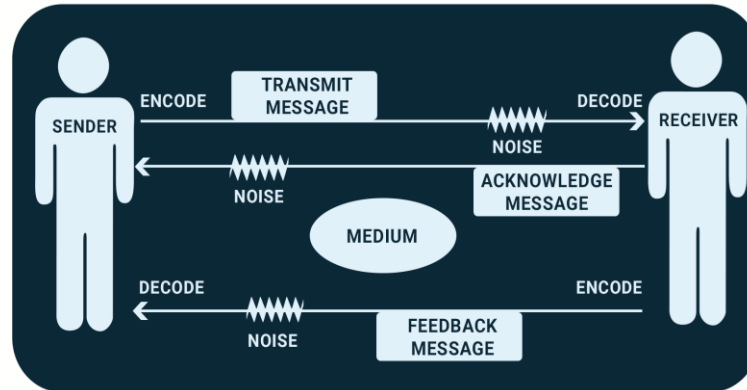 TRANSMIT
MESSAGE
ENCODE
DECODE
SENDER
RECEIVER
NOISE
NOISE
ACKNOWLEDGE
MESSAGE
MEDIUM
DECODE
ENCODE
NOISE
FEEDBACK
MESSAGE